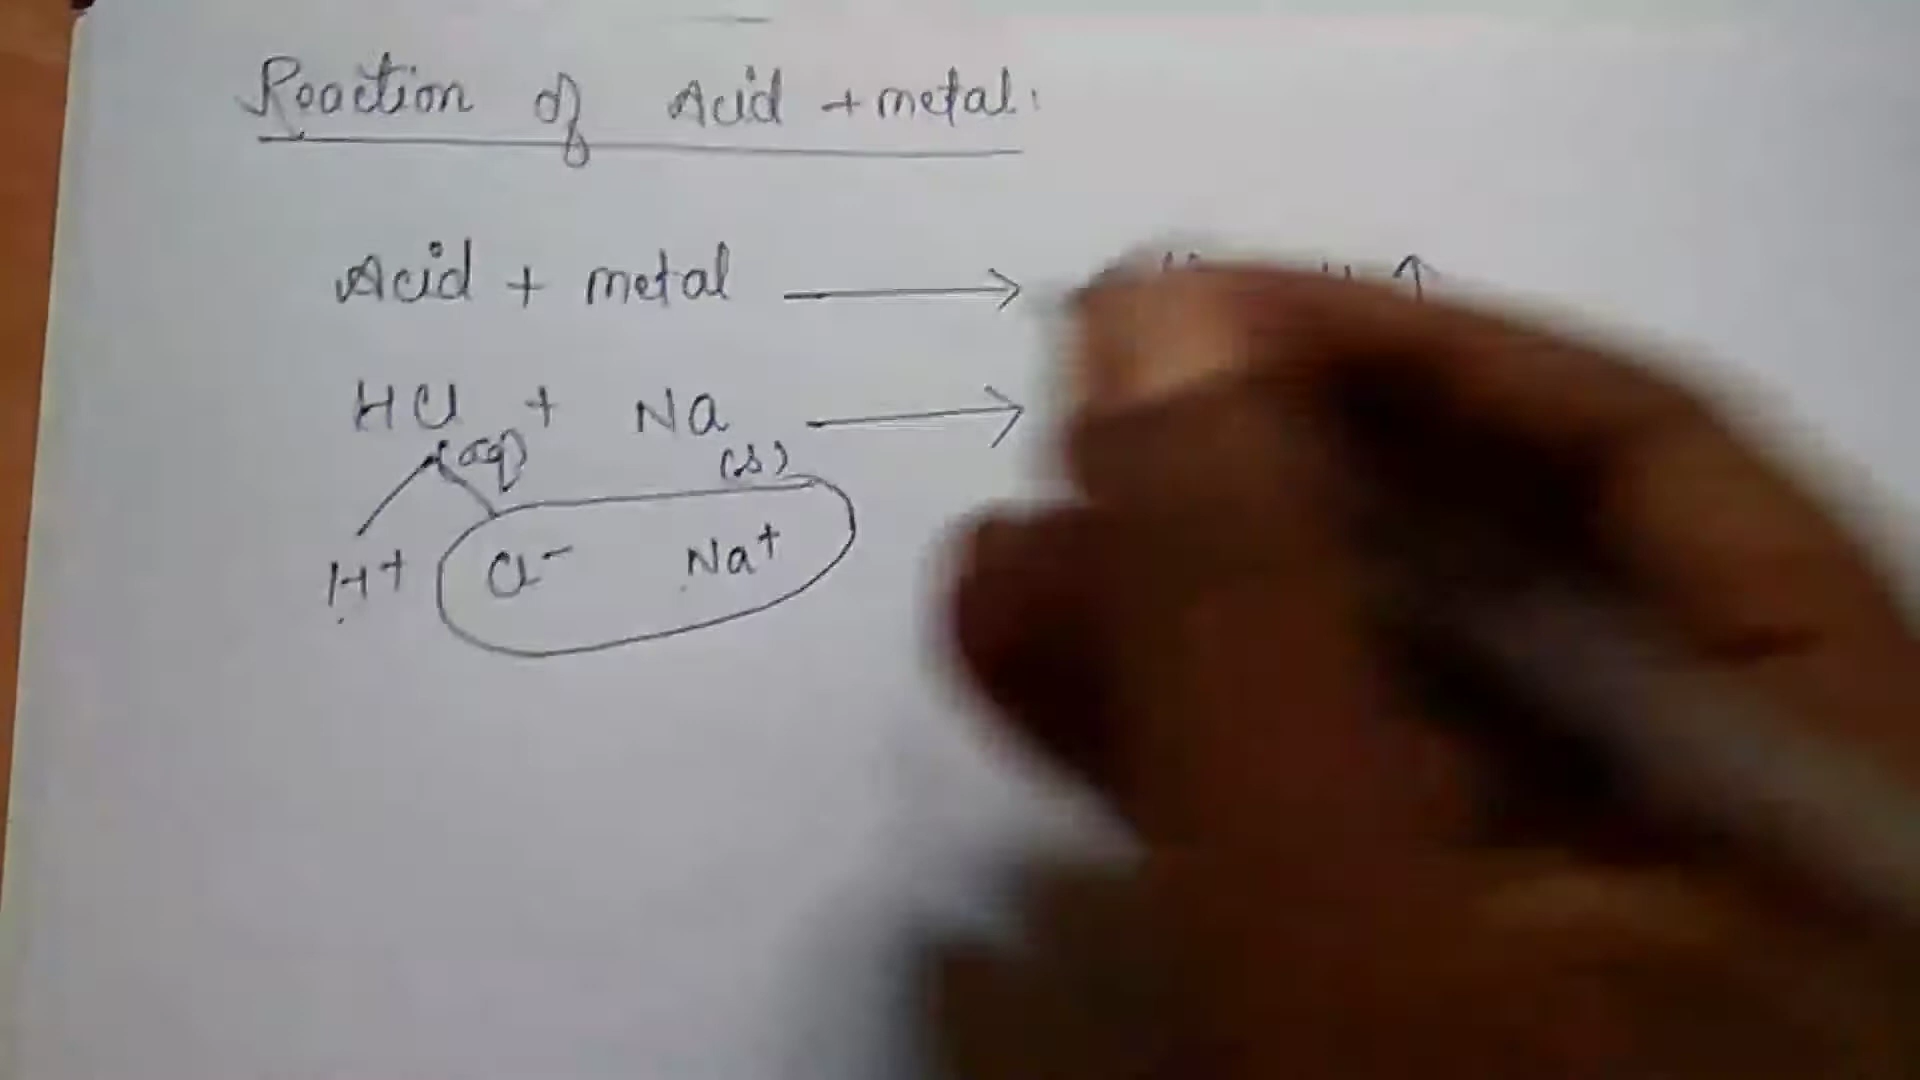 Reaction of Acid + metal:
Acid + metal ⟶ ↑
HCl (aq) + Na (s) ⟶
H+ Cl− Na+